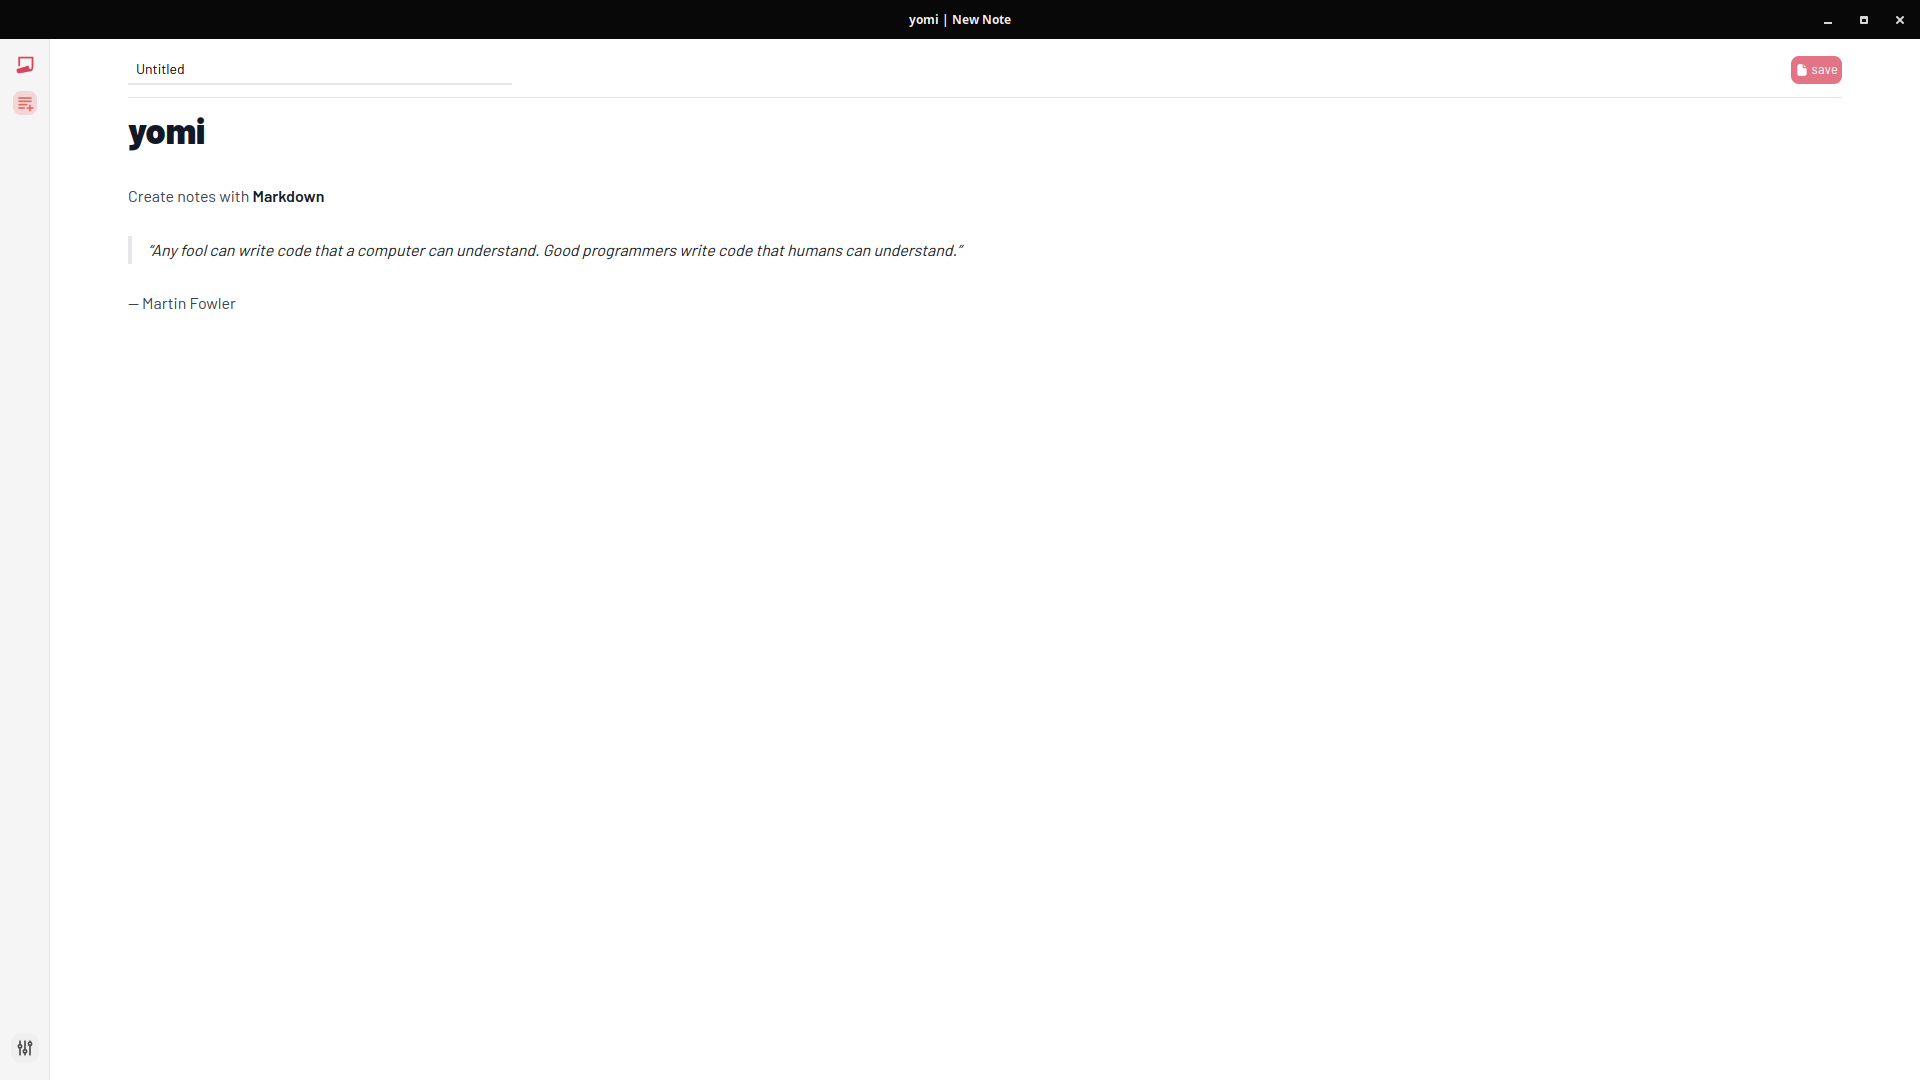 yomi | New Note
Untitled
save
yomi
Create notes with Markdown
“Any fool can write code that a computer can understand. Good programmers write code that humans can understand.”
— Martin Fowler